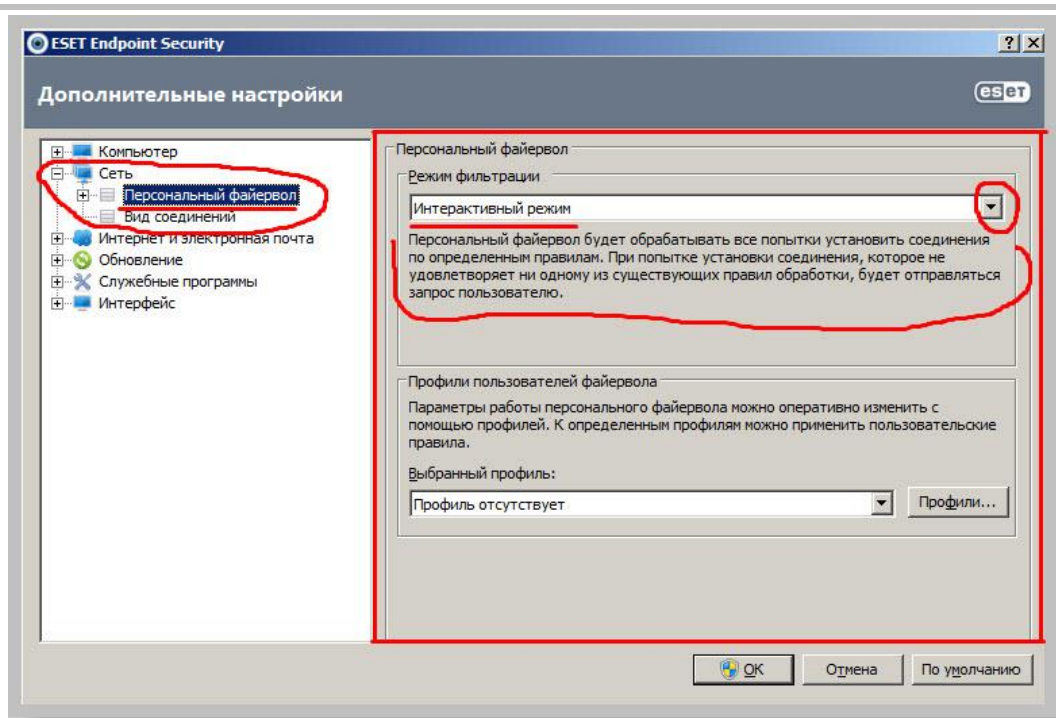 ESET Endpoint Security
Дополнительные настройки
eset
Компьютер
Сеть
Персональный файервол
Вид соединений
Интернет и электронная почта
Обновление
Служебные программы
Интерфейс
Персональный файервол
Режим фильтрации
Интерактивный режим
Персональный файервол будет обрабатывать все попытки установить соединения
по определенным правилам. При попытке установки соединения, которое не
удовлетворяет ни одному из существующих правил обработки, будет отправляться
запрос пользователю.
Профили пользователей файервола
Параметры работы персонального файервола можно оперативно изменить с
помощью профилей. К определенным профилям можно применить пользовательские
правила.
Выбранный профиль:
Профиль отсутствует
Профили...
OK
Отмена
По умолчанию